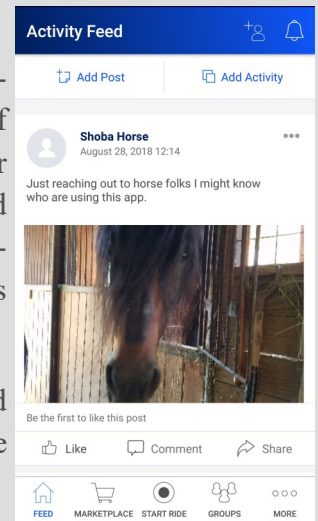 Activity Feed
Add Post
Add Activity
Shoba Horse
August 28, 2018 12:14
Just reaching out to horse folks I might know
who are using this app.
Be the first to like this post
Like Comment Share
FEED MARKETPLACE START RIDE GROUPS MORE